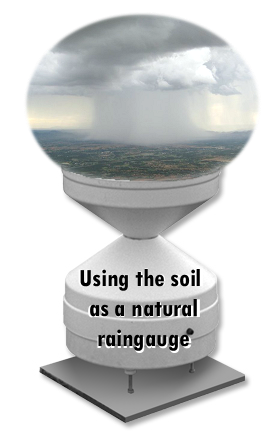 Using the soil
as a natural
raingauge